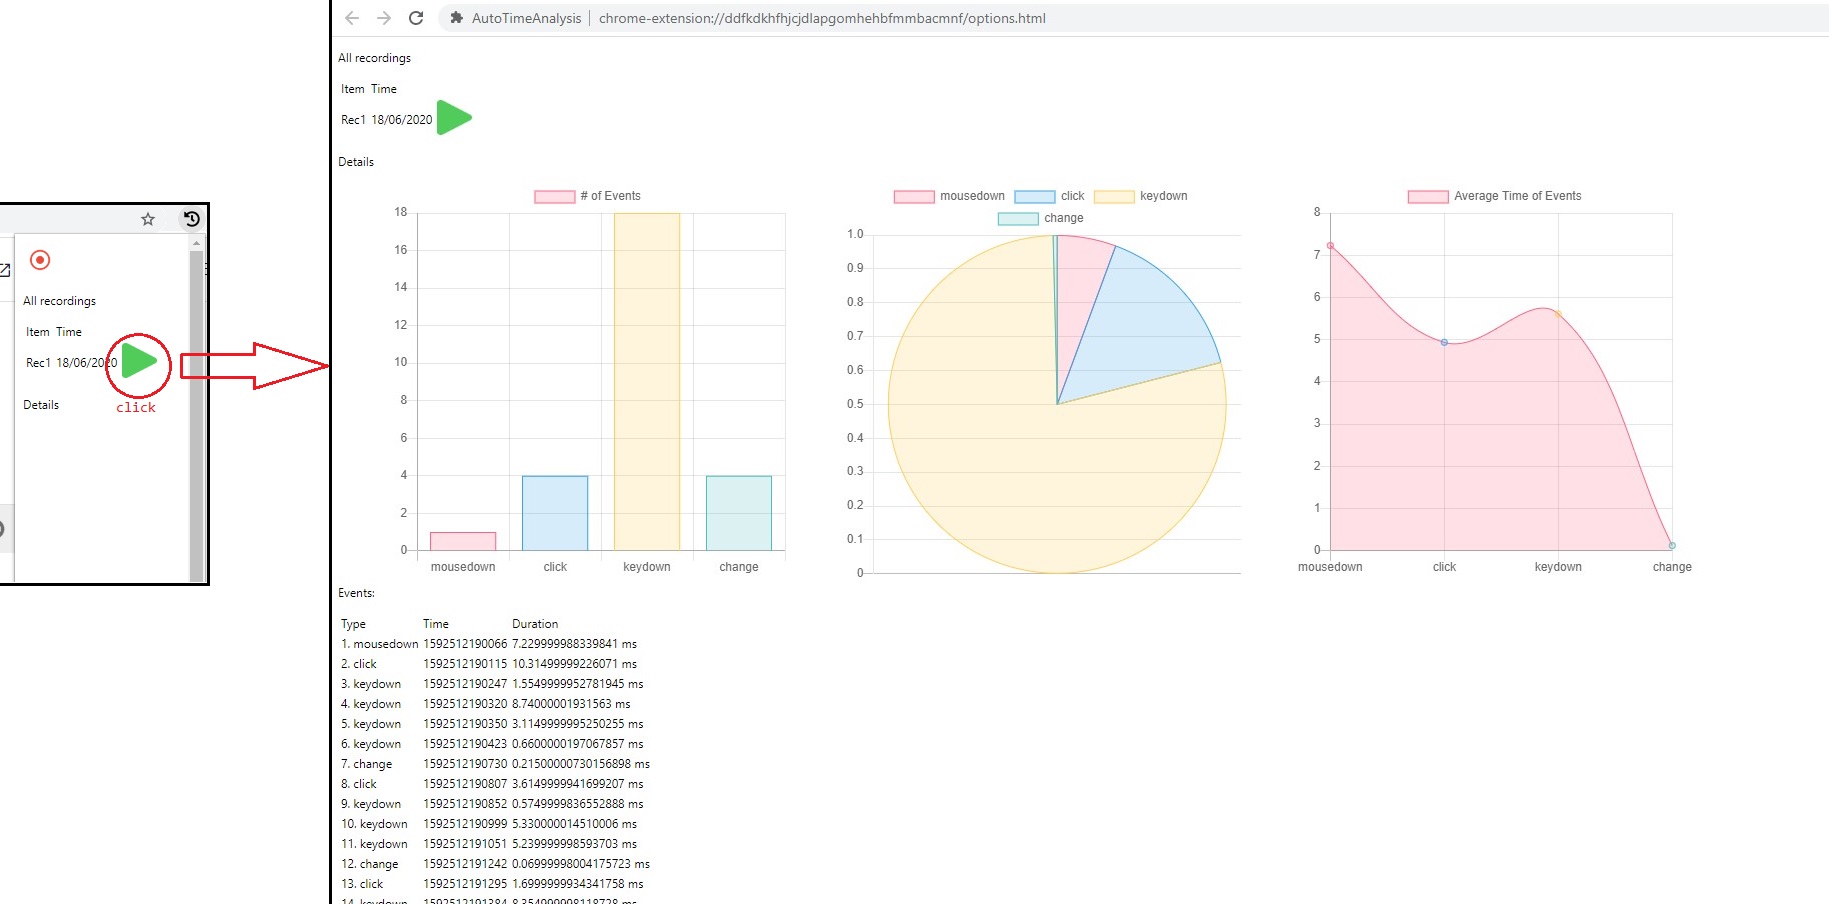 All recordings
Item Time
Rec1 18/06/2020
click
Details
AutoTimeAnalysis | chrome-extension://ddfkdkhfhjcjdlapgomhehbfmmbacmnf/options.html
All recordings
Item Time
Rec1 18/06/2020
Details
# of Events
18
16
14
12
10
8
6
4
2
0
mousedown click keydown change
mousedown click keydown
change
1.0
0.9
0.8
0.7
0.6
0.5
0.4
0.3
0.2
0.1
0
Average Time of Events
8
7
6
5
4
3
2
1
0
mousedown click keydown change
Events:
Type Time Duration
1. mousedown 1592512190066 7.229999988339841 ms
2. click 1592512190115 10.31499999226071 ms
3. keydown 1592512190247 1.5549999952781945 ms
4. keydown 1592512190320 8.74000001931563 ms
5. keydown 1592512190350 3.1149999995250255 ms
6. keydown 1592512190423 0.6600000197067857 ms
7. change 1592512190730 0.21500000730156898 ms
8. click 1592512190807 3.6149999941699207 ms
9. keydown 1592512190852 0.5749999836552888 ms
10. keydown 1592512190999 5.330000014510006 ms
11. keydown 1592512191051 5.239999998593703 ms
12. change 1592512191242 0.06999998004175723 ms
13. click 1592512191295 1.6999999934341758 ms
14. keydown 1592512191384 8.354999998118728 ms